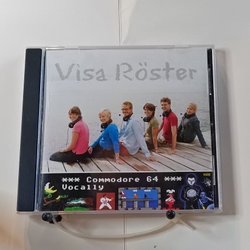 Visa Röster
*** Commodore 64 ***
Vocally